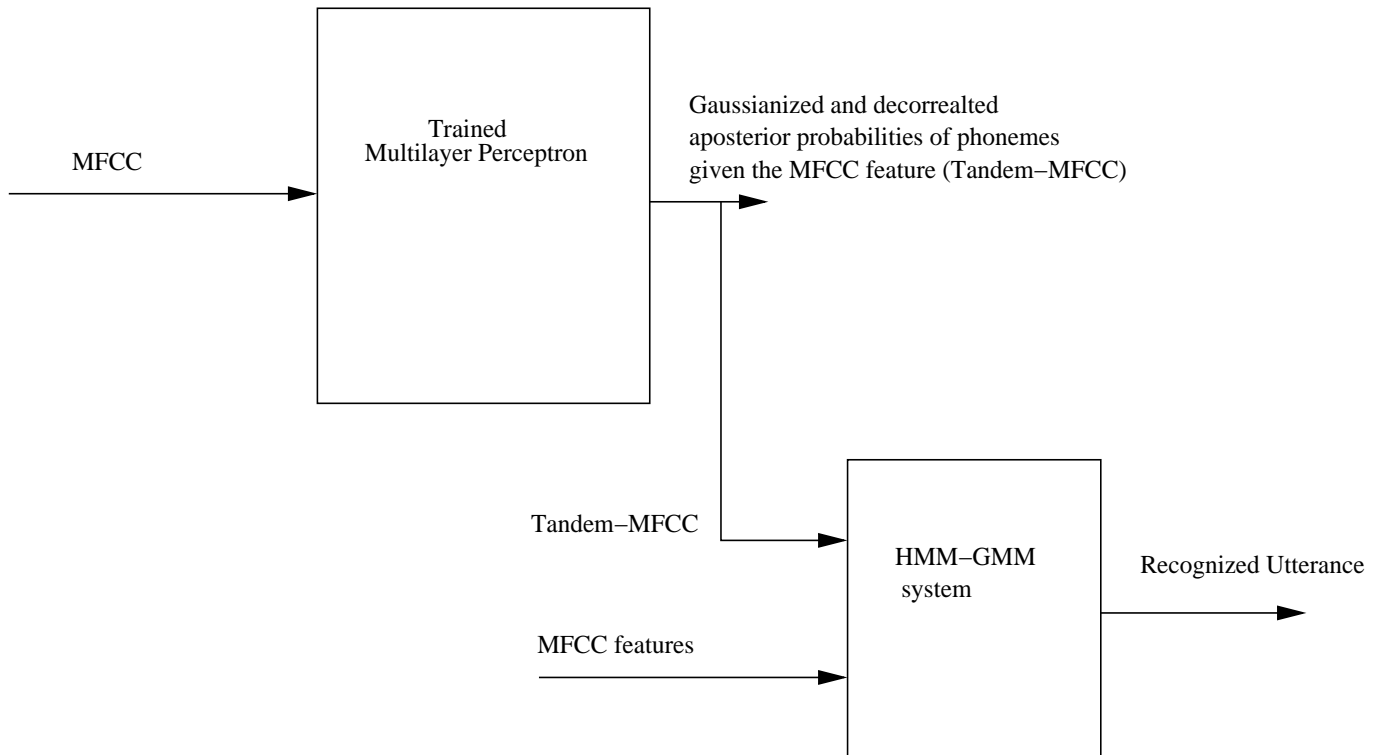 MFCC
Trained
Multilayer Perceptron
Gaussianized and decorrealted
aposterior probabilities of phonemes
given the MFCC feature (Tandem−MFCC)
Tandem−MFCC
MFCC features
HMM−GMM
system
Recognized Utterance